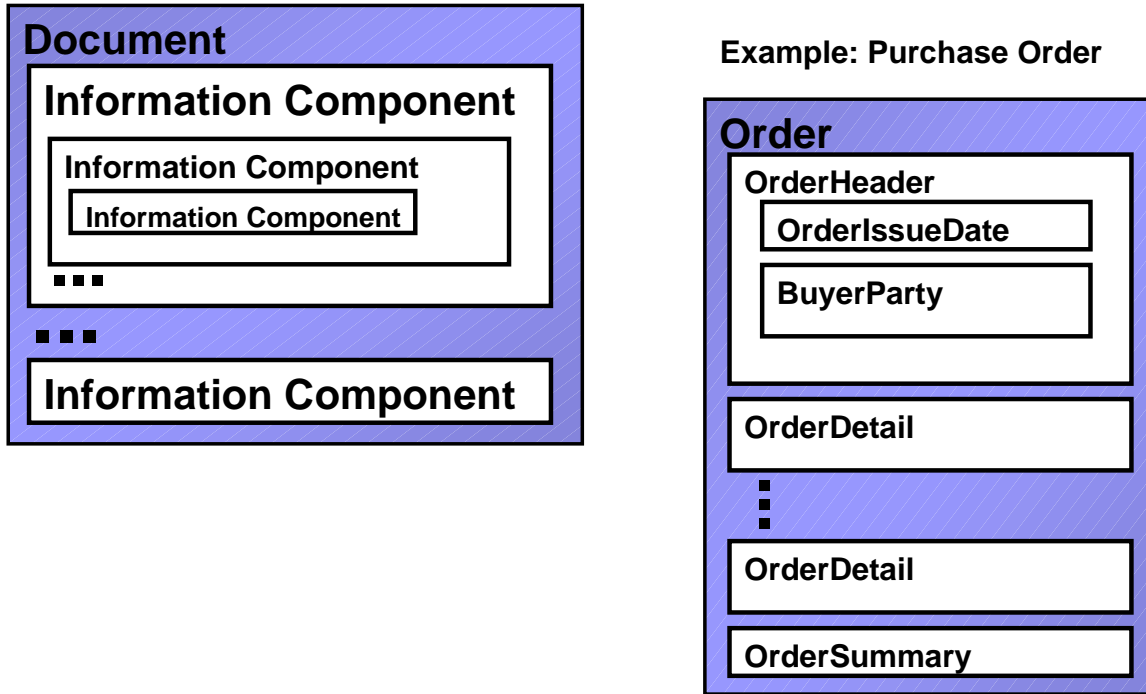 Document
Information Component
Information Component
Information Component
Information Component
Example: Purchase Order
Order
OrderHeader
OrderIssueDate
BuyerParty
OrderDetail
OrderDetail
OrderSummary